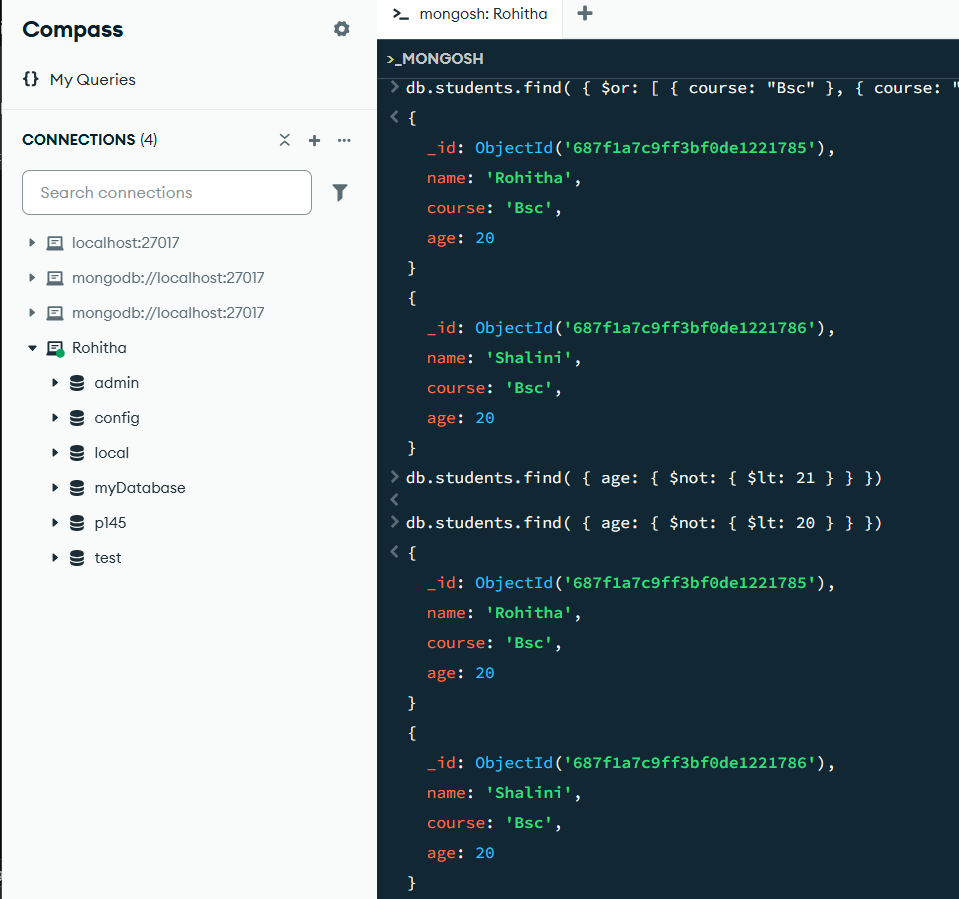 Compass
{} My Queries
CONNECTIONS (4)
Search connections
localhost:27017
mongodb://localhost:27017
mongodb://localhost:27017
Rohitha
admin
config
local
myDatabase
p145
test
>_ mongosh: Rohitha +
>_MONGOSH
> db.students.find( { $or: [ { course: "Bsc" }, { course: "
< {
_id: ObjectId('687f1a7c9ff3bf0de1221785'),
name: 'Rohitha',
course: 'Bsc',
age: 20
}
{
_id: ObjectId('687f1a7c9ff3bf0de1221786'),
name: 'Shalini',
course: 'Bsc',
age: 20
}
> db.students.find( { age: { $not: { $lt: 21 } } })
<
> db.students.find( { age: { $not: { $lt: 20 } } })
< {
_id: ObjectId('687f1a7c9ff3bf0de1221785'),
name: 'Rohitha',
course: 'Bsc',
age: 20
}
{
_id: ObjectId('687f1a7c9ff3bf0de1221786'),
name: 'Shalini',
course: 'Bsc',
age: 20
}